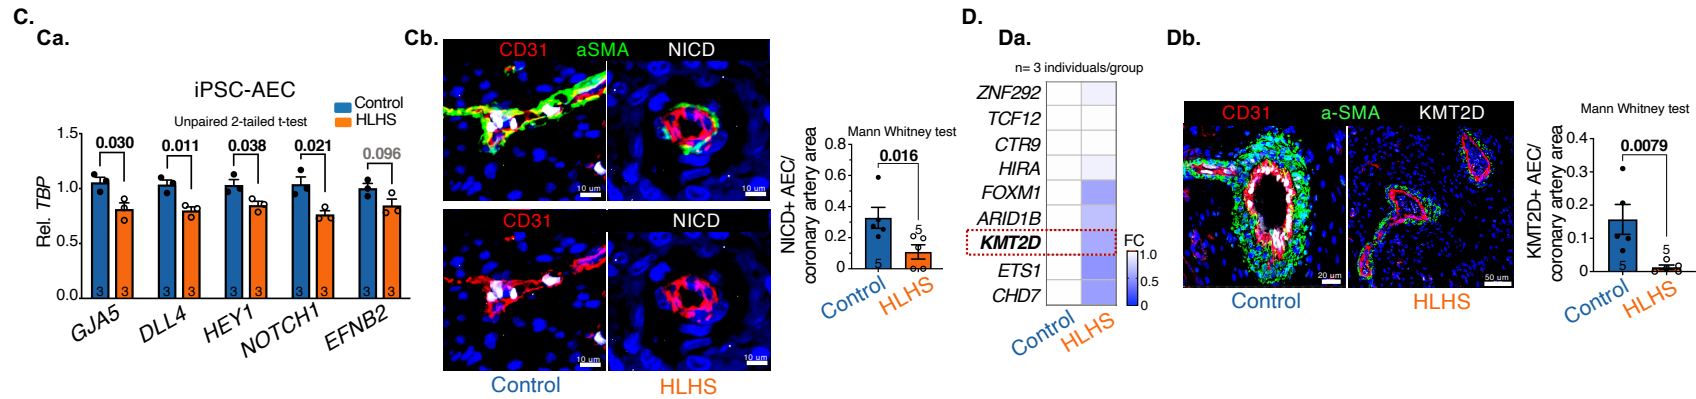 C.
Ca.
iPSC-AEC
Control
HLHS
Unpaired 2-tailed t-test
Rel. TBP
1.5
1.0
0.5
0.0
0.030
0.011
0.038
0.021
0.096
3 3 3 3 3 3 3 3 3 3
GJA5
DLL4
HEY1
NOTCH1
EFNB2
Cb.
CD31 aSMA NICD
10 um
10 um
CD31 NICD
10 um
10 um
Control
HLHS
Mann Whitney test
NICD+ AEC/
coronary artery area
0.8
0.6
0.4
0.2
0
0.016
5
5
Control
HLHS
D.
Da.
n= 3 individuals/group
ZNF292
TCF12
CTR9
HIRA
FOXM1
ARID1B
KMT2D
ETS1
CHD7
Control
HLHS
FC
1.0
0.5
0
Db.
CD31 a-SMA KMT2D
20 um
50 um
Control
HLHS
Mann Whitney test
KMT2D+ AEC/
coronary artery area
0.4
0.3
0.2
0.1
0
0.0079
5
5
Control
HLHS